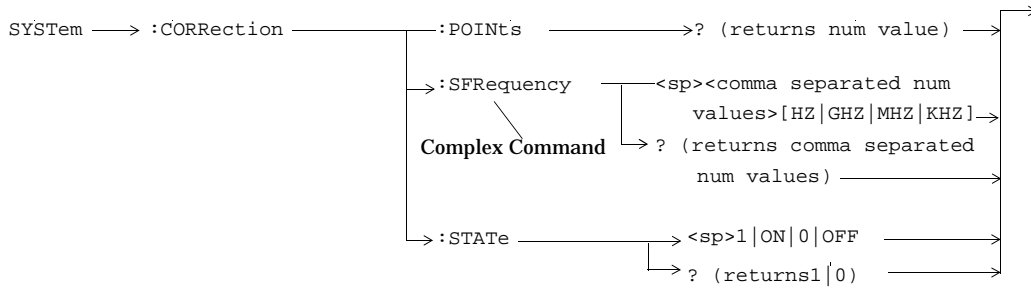 SYSTem :CORRection :POINts ? (returns num value)
:SFRequency <sp><comma separated num
values>[HZ|GHZ|MHZ|KHZ]
Complex Command ? (returns comma separated
num values)
:STATe <sp>1|ON|0|OFF
? (returns1|0)